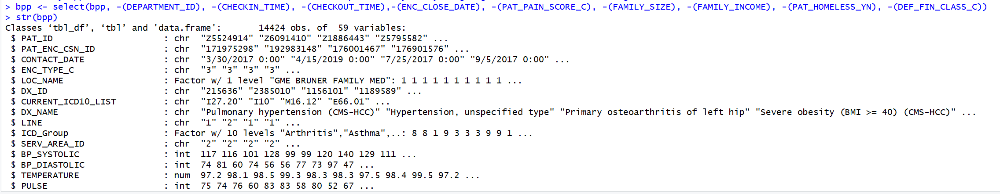 > bpp <- select(bpp, -(DEPARTMENT_ID), -(CHECKIN_TIME), -(CHECKOUT_TIME),-(ENC_CLOSE_DATE), -(PAT_PAIN_SCORE_C), -(FAMILY_SIZE), -(FAMILY_INCOME), -(PAT_HOMELESS_YN), -(DEF_FIN_CLASS_C))
> str(bpp)
Classes ‘tbl_df’, ‘tbl’ and 'data.frame':	14424 obs. of  59 variables:
 $ PAT_ID                     : chr  "Z5524914" "Z6091410" "Z1886443" "Z5795582" ...
 $ PAT_ENC_CSN_ID             : chr  "171975298" "192983148" "176001467" "176901576" ...
 $ CONTACT_DATE               : chr  "3/30/2017 0:00" "4/15/2019 0:00" "7/25/2017 0:00" "9/5/2017 0:00" ...
 $ ENC_TYPE_C                 : chr  "3" "3" "3" "3" ...
 $ LOC_NAME                   : Factor w/ 1 level "GME BRUNER FAMILY MED": 1 1 1 1 1 1 1 1 1 1 ...
 $ DX_ID                      : chr  "215636" "2385010" "1156101" "1189589" ...
 $ CURRENT_ICD10_LIST         : chr  "I27.20" "I10" "M16.12" "E66.01" ...
 $ DX_NAME                    : chr  "Pulmonary hypertension (CMS-HCC)" "Hypertension, unspecified type" "Primary osteoarthritis of left hip" "Severe obesity (BMI >= 40) (CMS-HCC)" ...
 $ LINE                       : chr  "1" "2" "1" "1" ...
 $ ICD_Group                  : Factor w/ 10 levels "Arthritis","Asthma",..: 8 8 1 9 3 3 3 9 9 1 ...
 $ SERV_AREA_ID               : chr  "2" "2" "2" "2" ...
 $ BP_SYSTOLIC                : int  117 116 101 128 99 99 120 140 129 111 ...
 $ BP_DIASTOLIC               : int  74 81 60 74 56 56 77 73 97 47 ...
 $ TEMPERATURE                : num  97.2 98.1 98.5 99.3 98.3 98.3 97.5 98.4 99.5 97.2 ...
 $ PULSE                      : int  75 74 76 60 83 83 58 80 52 67 ...